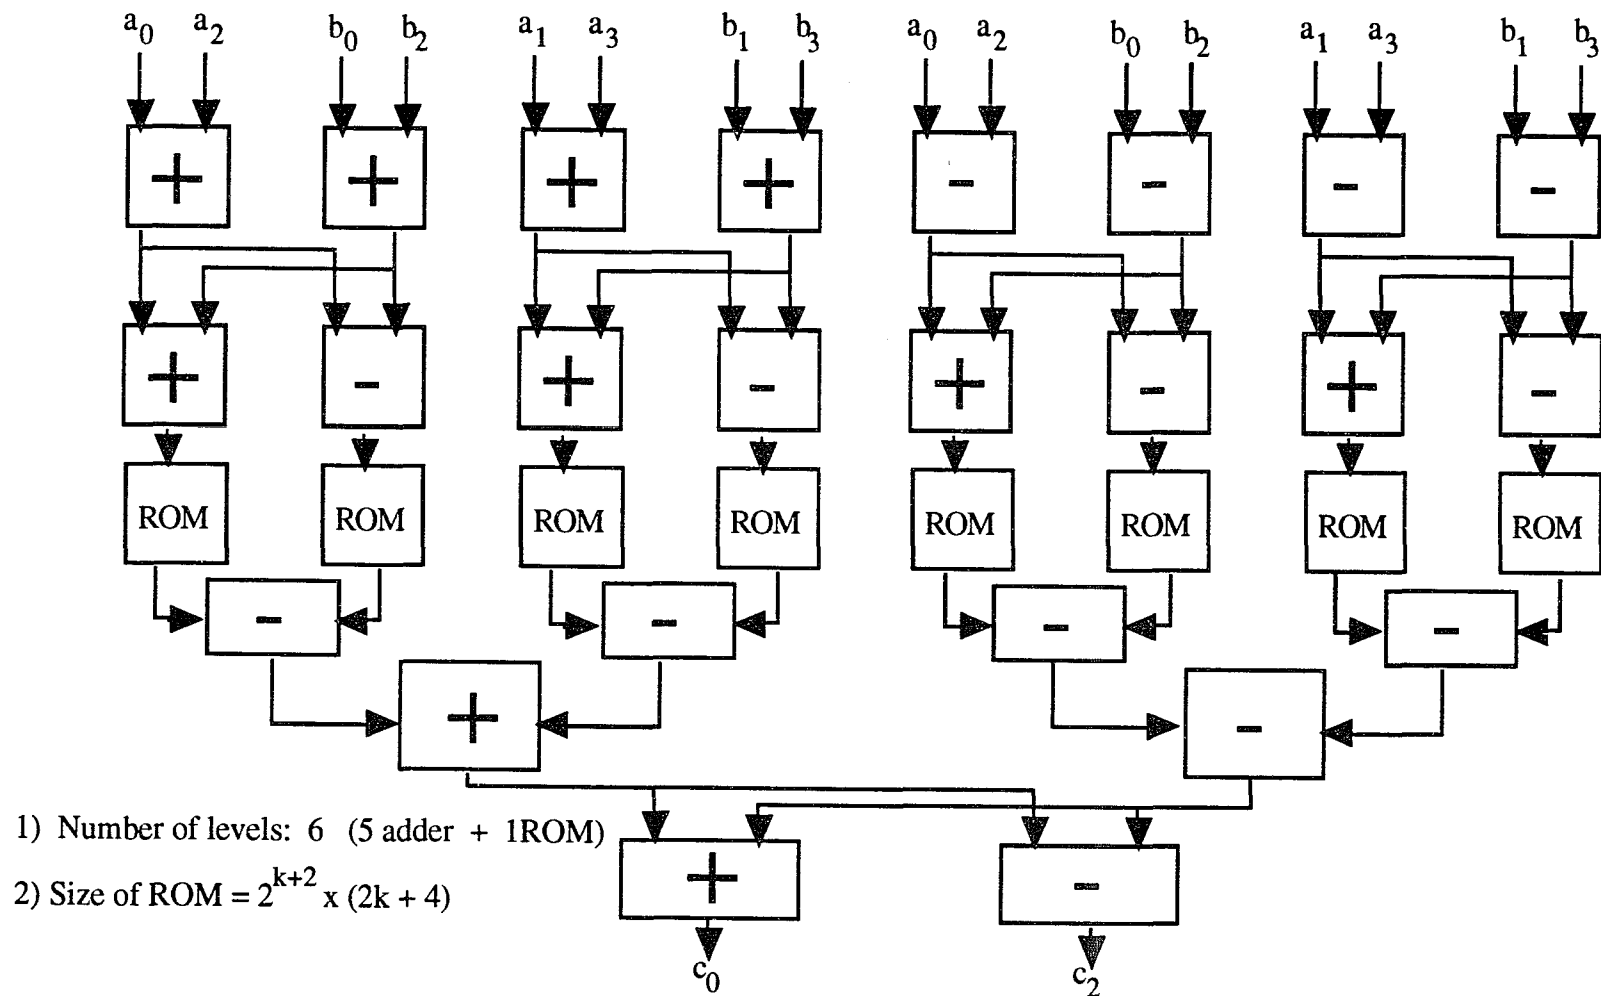 a0 a2 b0 b2 a1 a3 b1 b3 a0 a2 b0 b2 a1 a3 b1 b3
+ + + + - - - -
+ - + - + - + -
ROM ROM ROM ROM ROM ROM ROM ROM
- - - -
+ -
1) Number of levels: 6 (5 adder + 1ROM)
+ -
2) Size of ROM = 2^k+2 x (2k + 4)
c0 c2